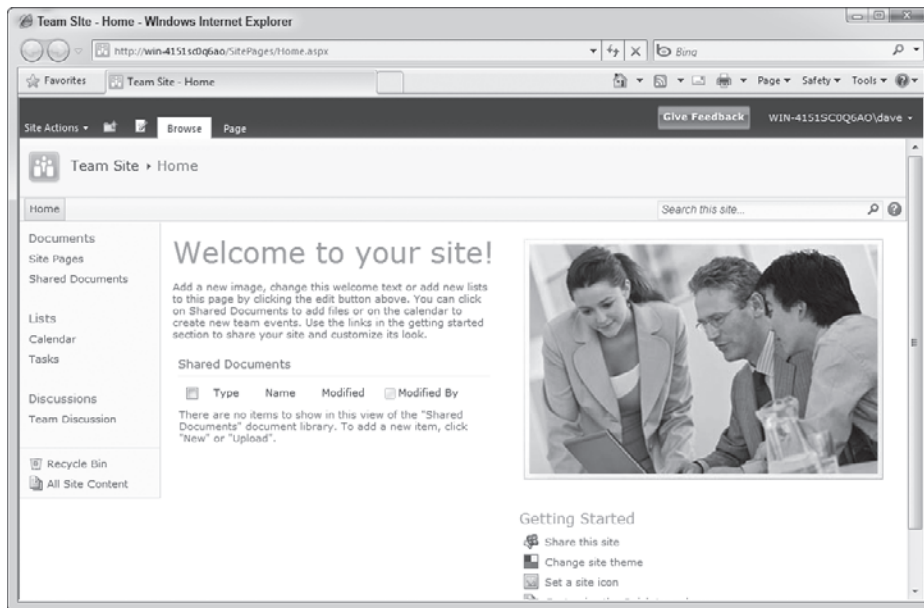 Team Site - Home - Windows Internet Explorer
http://win-4151sc0q6ao/SitePages/Home.aspx
Bing
Favorites
Team Site - Home
Page
Safety
Tools
Site Actions
Browse
Page
Give Feedback
WIN-4151SC0Q6AO\dave
Team Site
Home
Home
Search this site...
Documents
Site Pages
Shared Documents
Lists
Calendar
Tasks
Discussions
Team Discussion
Recycle Bin
All Site Content
Welcome to your site!
Add a new image, change this welcome text or add new lists
to this page by clicking the edit button above. You can click
on Shared Documents to add files or on the calendar to
create new team events. Use the links in the getting started
section to share your site and customize its look.
Shared Documents
Type Name Modified Modified By
There are no items to show in this view of the "Shared
Documents" document library. To add a new item, click
"New" or "Upload".
Getting Started
Share this site
Change site theme
Set a site icon